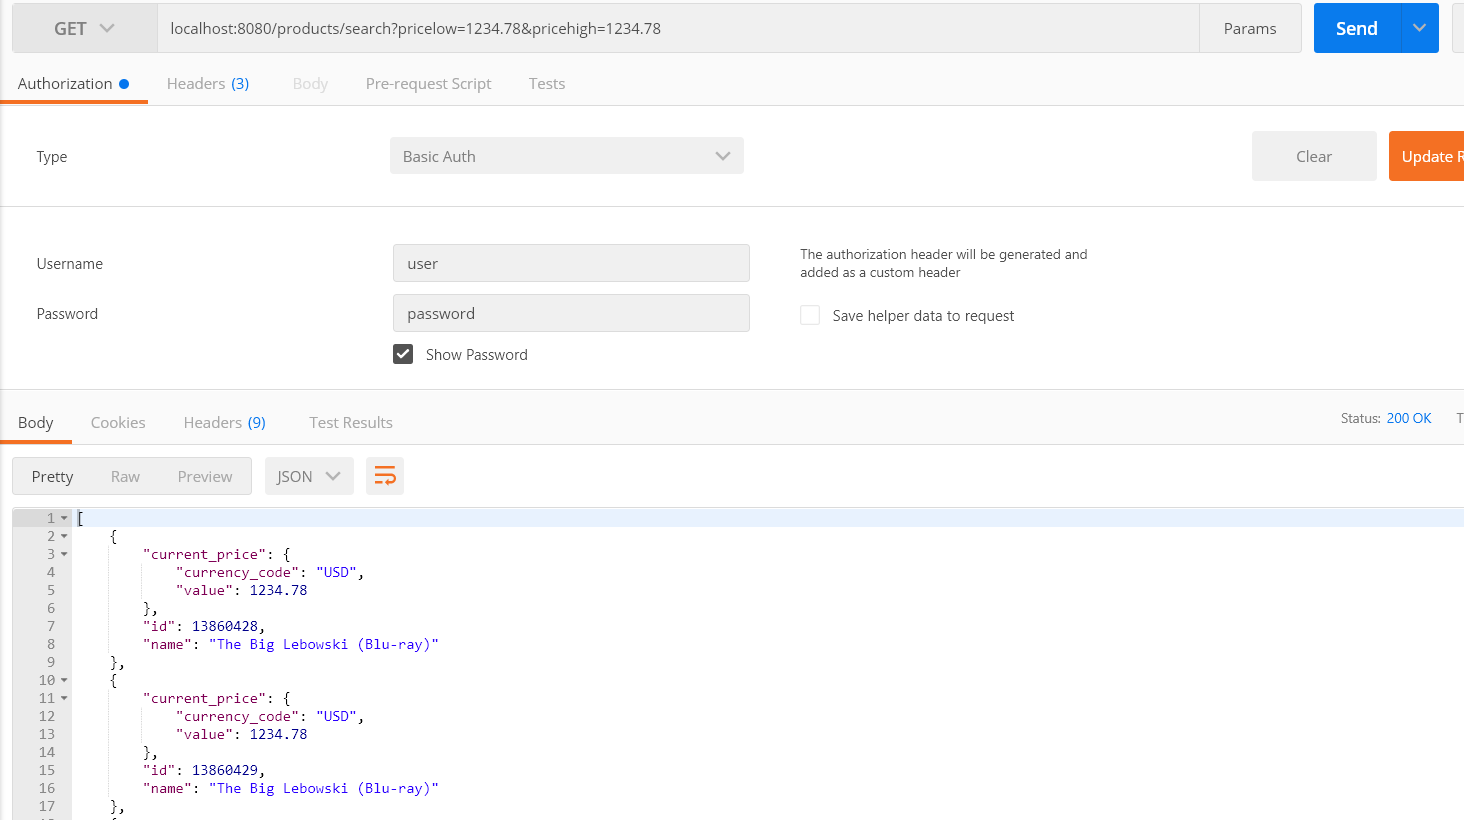 GET localhost:8080/products/search?pricelow=1234.78&pricehigh=1234.78 Params Send
Authorization Headers (3) Body Pre-request Script Tests
Type Basic Auth Clear Update R
Username user The authorization header will be generated and
added as a custom header
Password password Save helper data to request
Show Password
Body Cookies Headers (9) Test Results Status: 200 OK T
Pretty Raw Preview JSON
1 [
2 {
3 "current_price": {
4 "currency_code": "USD",
5 "value": 1234.78
6 },
7 "id": 13860428,
8 "name": "The Big Lebowski (Blu-ray)"
9 },
10 {
11 "current_price": {
12 "currency_code": "USD",
13 "value": 1234.78
14 },
15 "id": 13860429,
16 "name": "The Big Lebowski (Blu-ray)"
17 },